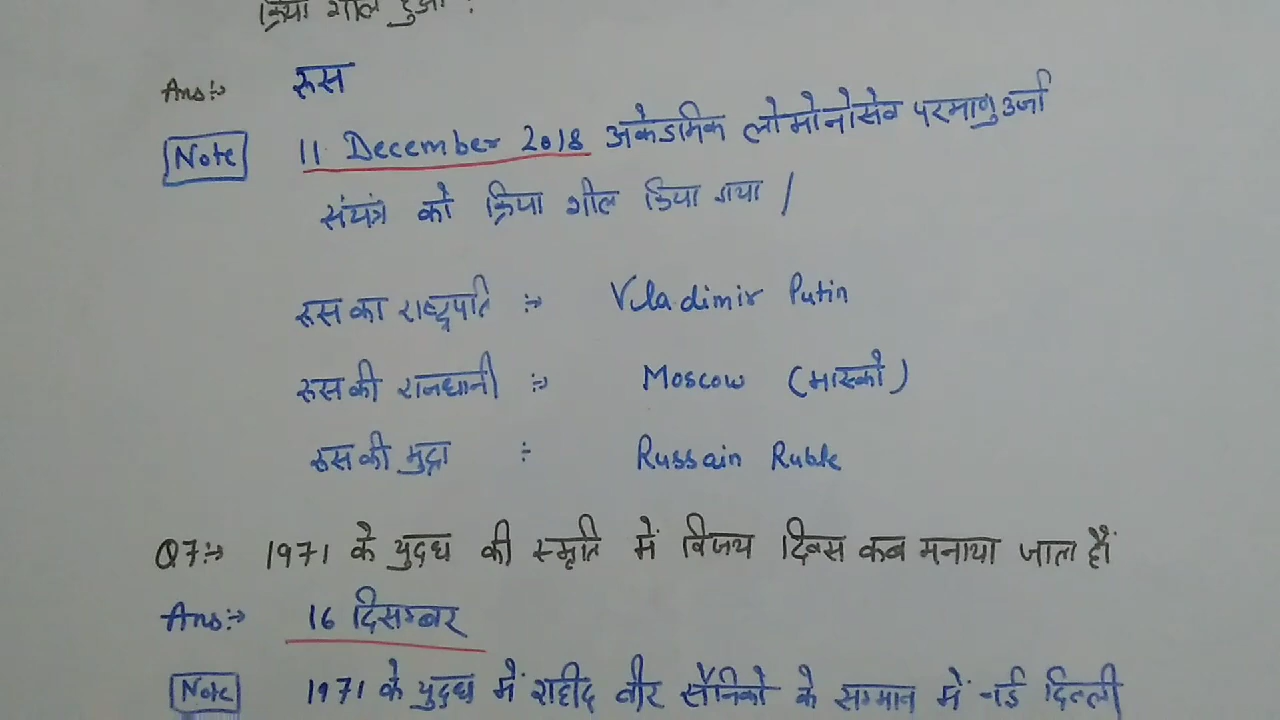 क्रिया शील हुआ ?
Ans:→ रूस
Note 11 December 2018 अकेडमिक लोमोनोसेव परमाणु उर्जा
संयंत्र को क्रिया शील किया गया |
रूस का राष्ट्रपति :→ Vladimir Putin
रूस की राजधानी :→ Moscow (मास्को)
रूस की मुद्रा : Russain Ruble
Q7:→ 1971 के युद्ध की स्मृति में विजय दिवस कब मनाया जाता हैं
Ans:→ 16 दिसम्बर
Note 1971 के युद्ध में शहीद वीर सैनिको के सम्मान में नई दिल्ली